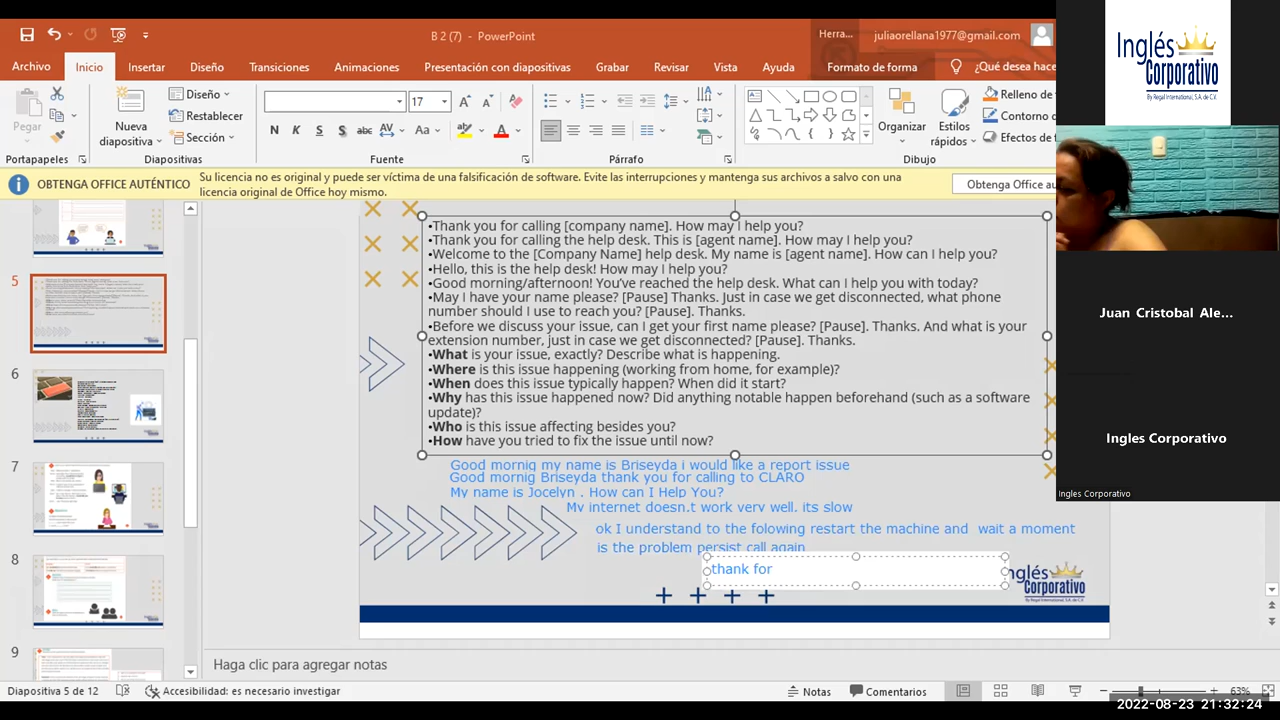 B 2 (7) - PowerPoint
Herra...
juliaorellana1977@gmail.com
Archivo Inicio Insertar Diseño Transiciones Animaciones Presentación con diapositivas Grabar Revisar Vista Ayuda Formato de forma ¿Qué desea hace
Pegar
Nueva diapositiva
Diseño
Restablecer
Sección
17
N K S S abc AV Aa A
Organizar
Estilos rápidos
Relleno de
Contorno d
Efectos de f
Portapapeles Diapositivas Fuente Párrafo Dibujo
OBTENGA OFFICE AUTÉNTICO
Su licencia no es original y puede ser víctima de una falsificación de software. Evite las interrupciones y mantenga sus archivos a salvo con una
licencia original de Office hoy mismo.
Obtenga Office au
5
6
7
8
9
•Thank you for calling [company name]. How may I help you?
•Thank you for calling the help desk. This is [agent name]. How may I help you?
•Welcome to the [Company Name] help desk. My name is [agent name]. How can I help you?
•Hello, this is the help desk! How may I help you?
•Good morning/afternoon! You've reached the help desk. What can I help you with today?
•May I have your name please? [Pause] Thanks. Just in case we get disconnected, what phone
number should I use to reach you? [Pause]. Thanks.
•Before we discuss your issue, can I get your first name please? [Pause]. Thanks. And what is your
extension number, just in case we get disconnected? [Pause]. Thanks.
•What is your issue, exactly? Describe what is happening.
•Where is this issue happening (working from home, for example)?
•When does this issue typically happen? When did it start?
•Why has this issue happened now? Did anything notable happen beforehand (such as a software
update)?
•Who is this issue affecting besides you?
•How have you tried to fix the issue until now?
Good mornig my name is Briseyda i would like a report issue
Good mornig Briseyda thank you for calling to CLARO
My name is Jocelyn . How can I Help You?
My internet doesn.t work very well. its slow
ok I understand to the folowing restart the machine and wait a moment
is the problem persist call again
thank for
Inglés
Corporativo
Haga clic para agregar notas
Diapositiva 5 de 12
Accesibilidad: es necesario investigar
Notas
Comentarios
63%
Inglés
Corporativo
By Regal International, S.A. de C.V.
Juan Cristobal Ale...
Ingles Corporativo
Ingles Corporativo
2022-08-23 21:32:24